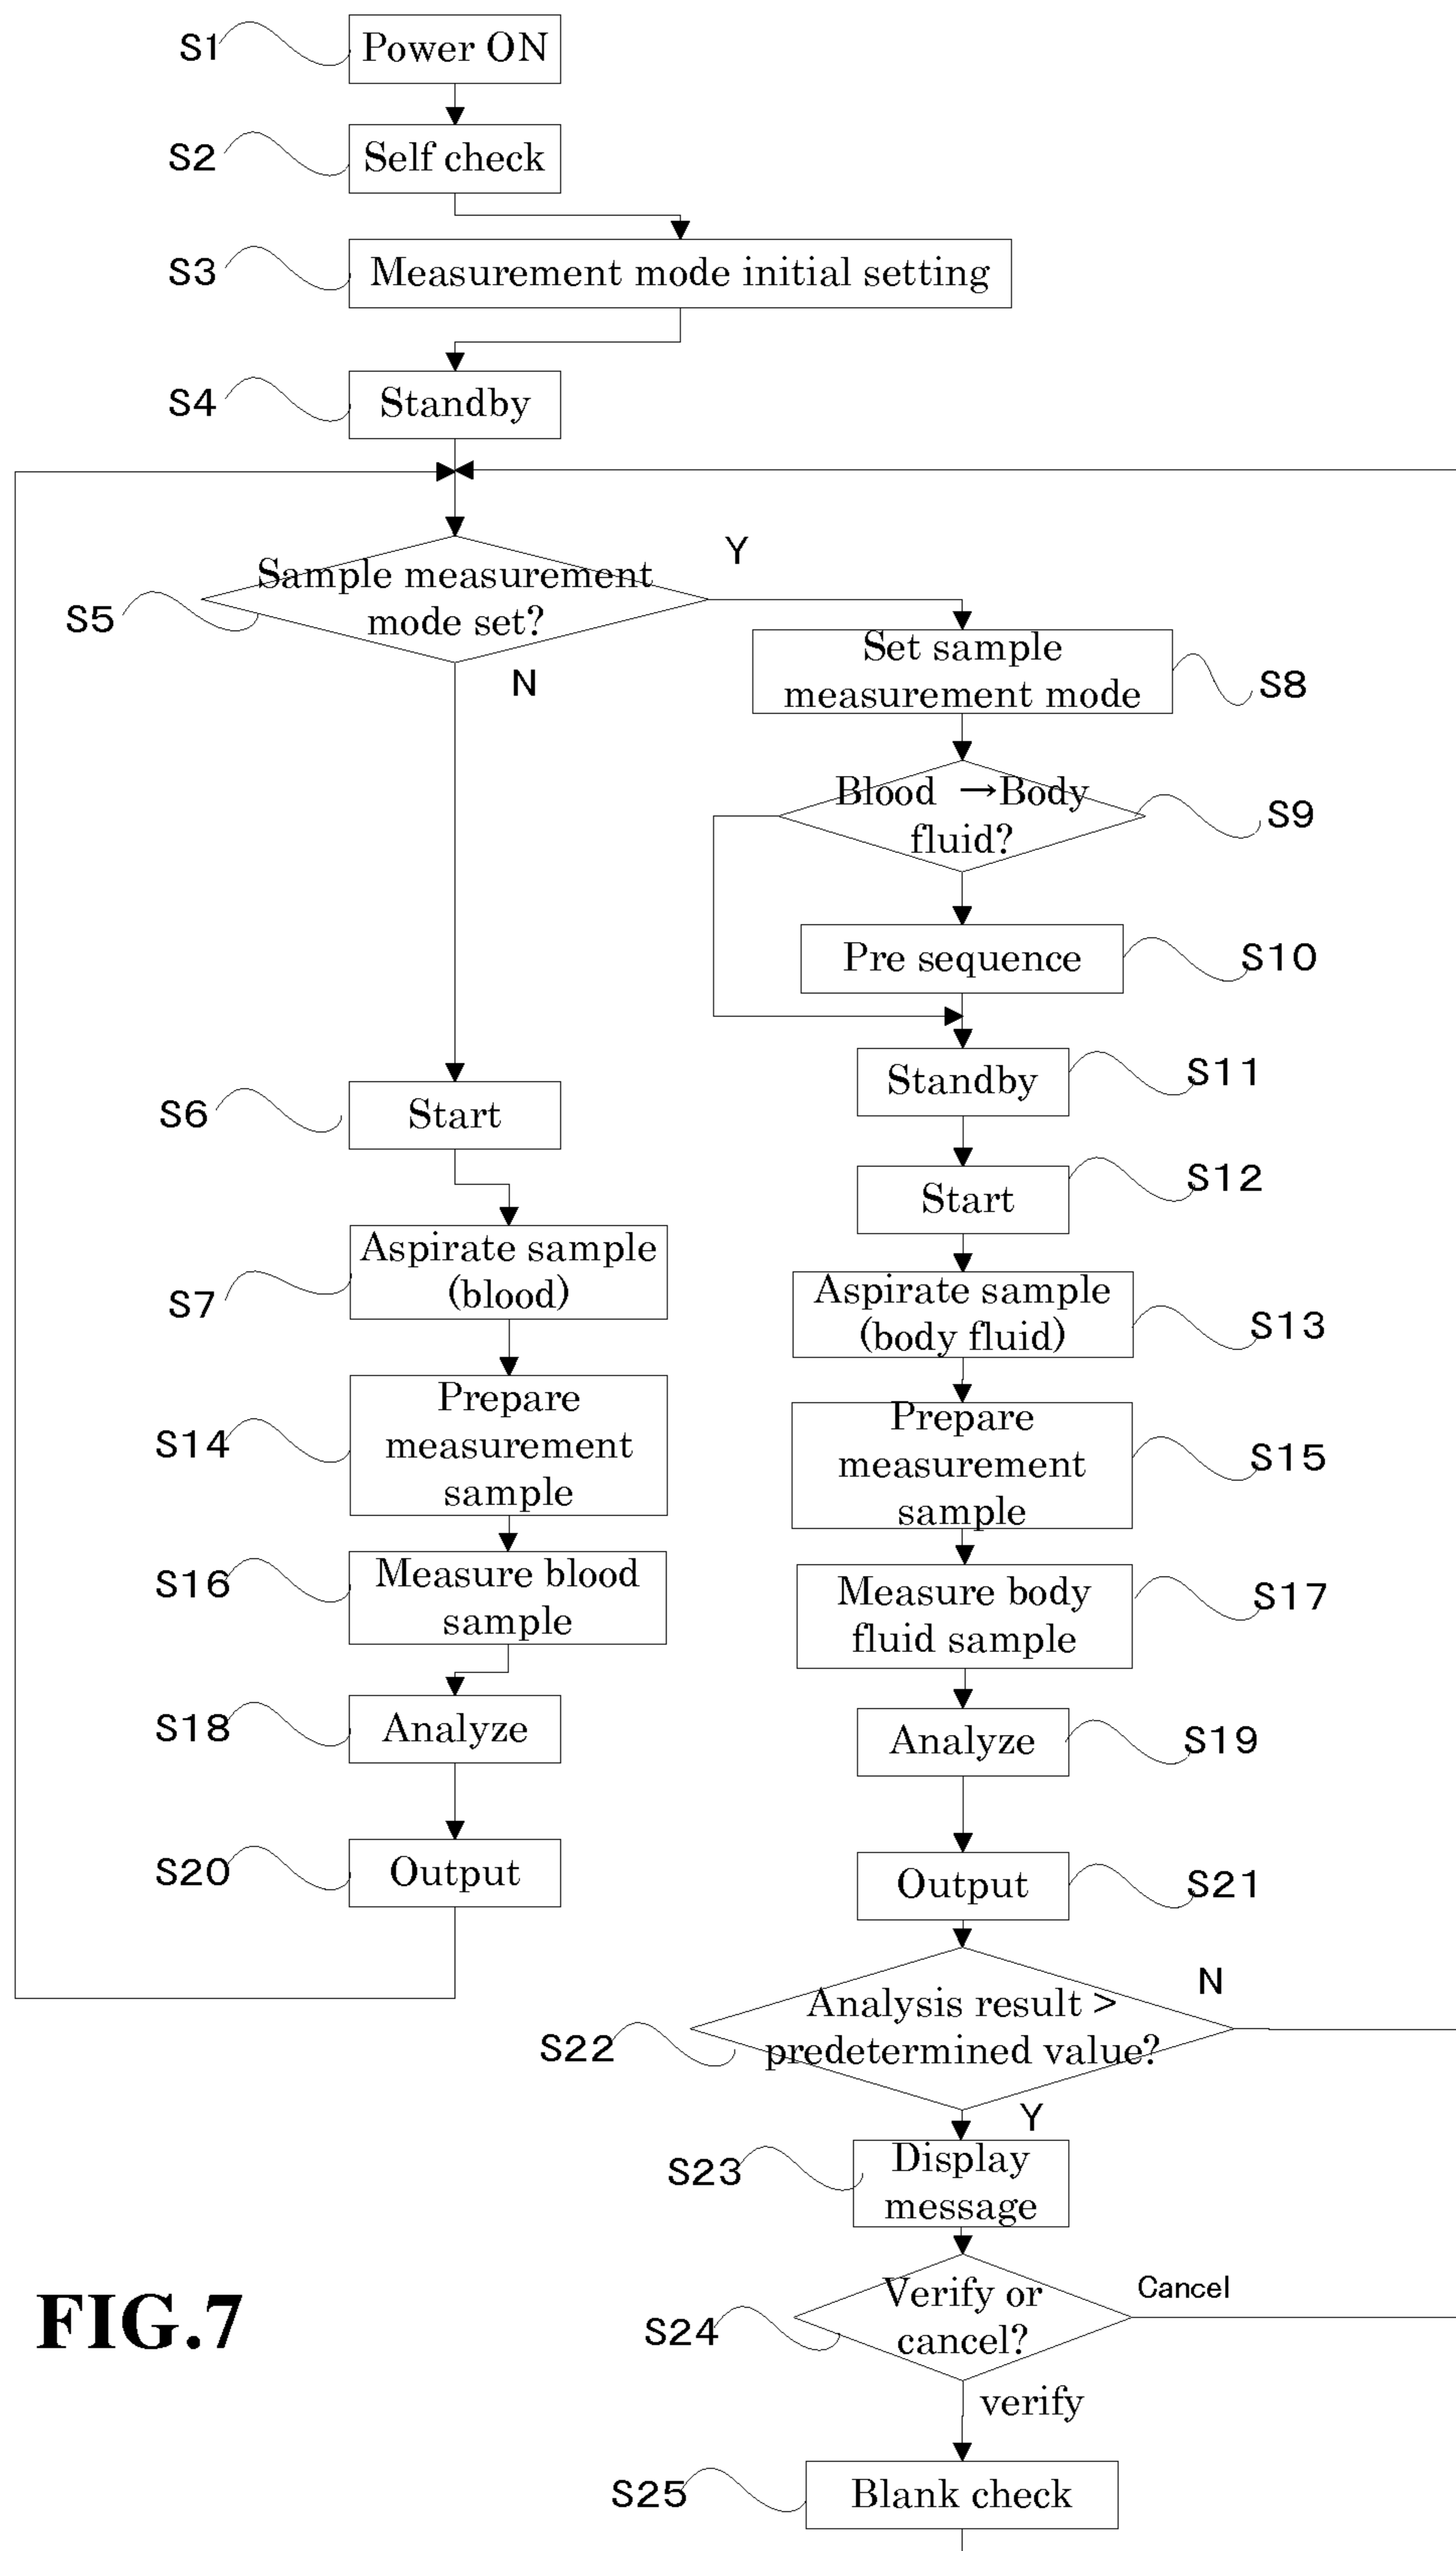 S1
Power ON
S2
Self check
S3
Measurement mode initial setting
S4
Standby
Sample measurement
mode set?
S5
Y
N
Set sample
measurement mode
S8
Blood →Body
fluid?
S9
Pre sequence
S10
Standby
S11
S6
Start
Start
S12
Aspirate sample
(blood)
S7
Aspirate sample
(body fluid)
S13
Prepare
measurement
sample
S14
Prepare
measurement
sample
S15
Measure blood
sample
S16
Measure body
fluid sample
S17
S18
Analyze
Analyze
S19
S20
Output
Output
S21
Analysis result >
predetermined value?
S22
N
Y
Display
message
S23
Verify or
cancel?
S24
Cancel
verify
FIG.7
S25
Blank check